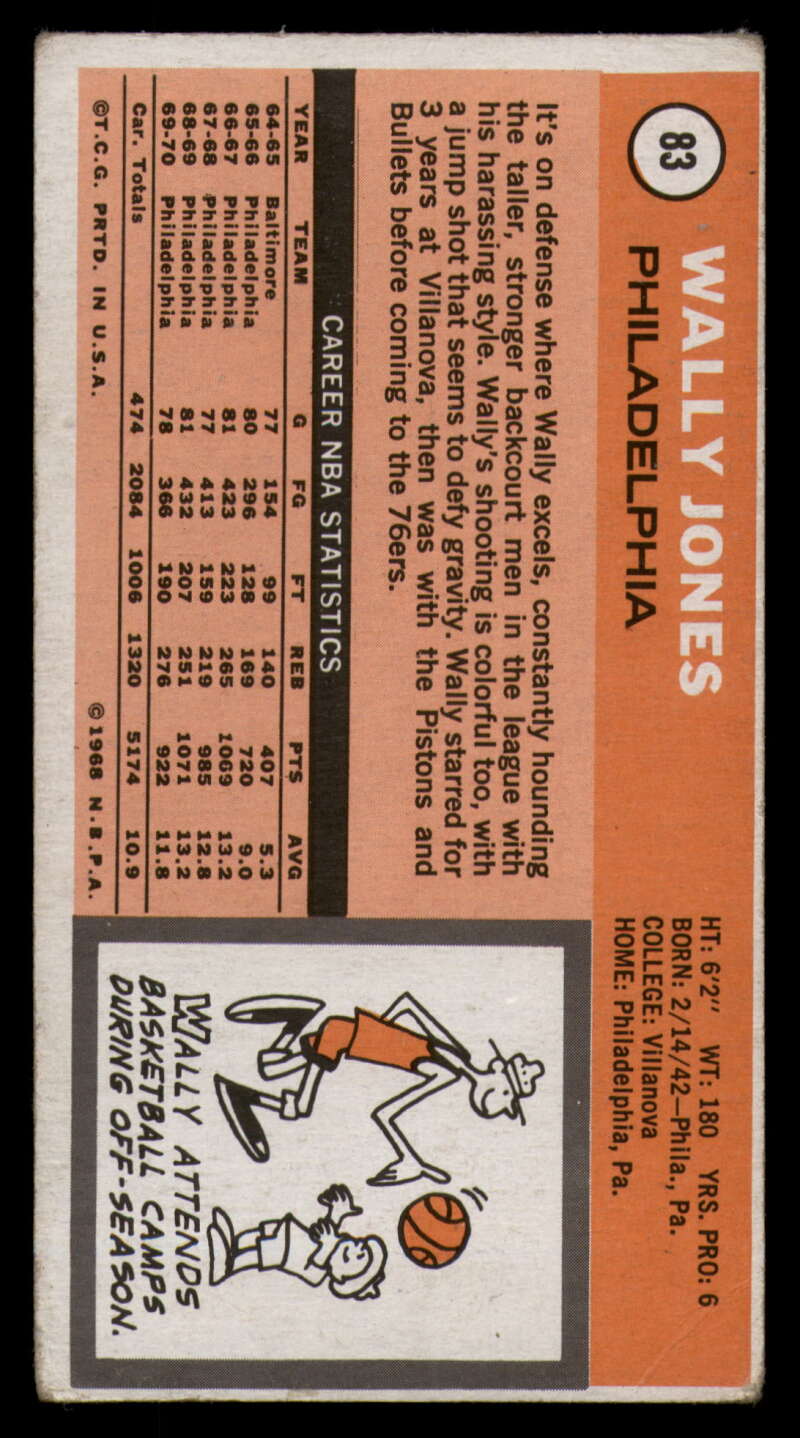 83
WALLY JONES
PHILADELPHIA
HT: 6'2" WT: 180 YRS. PRO: 6
BORN: 2/14/42—Phila., Pa.
COLLEGE: Villanova
HOME: Philadelphia, Pa.
It's on defense where Wally excels, constantly hounding
the taller, stronger backcourt men in the league with
his harassing style. Wally's shooting is colorful too, with
a jump shot that seems to defy gravity. Wally starred for
3 years at Villanova, then was with the Pistons and
Bullets before coming to the 76ers.
CAREER NBA STATISTICS
YEAR TEAM G FG FT REB PTS AVG
64-65 Baltimore 77 154 99 140 407 5.3
65-66 Philadelphia 80 296 128 169 720 9.0
66-67 Philadelphia 81 423 223 265 1069 13.2
67-68 Philadelphia 77 413 159 219 985 12.8
68-69 Philadelphia 81 432 207 251 1071 13.2
69-70 Philadelphia 78 366 190 276 922 11.8
Car. Totals 474 2084 1006 1320 5174 10.9
©T.C.G. PRTD. IN U.S.A. ©1968 N.B.P.A.
WALLY ATTENDS
BASKETBALL CAMPS
DURING OFF-SEASON.